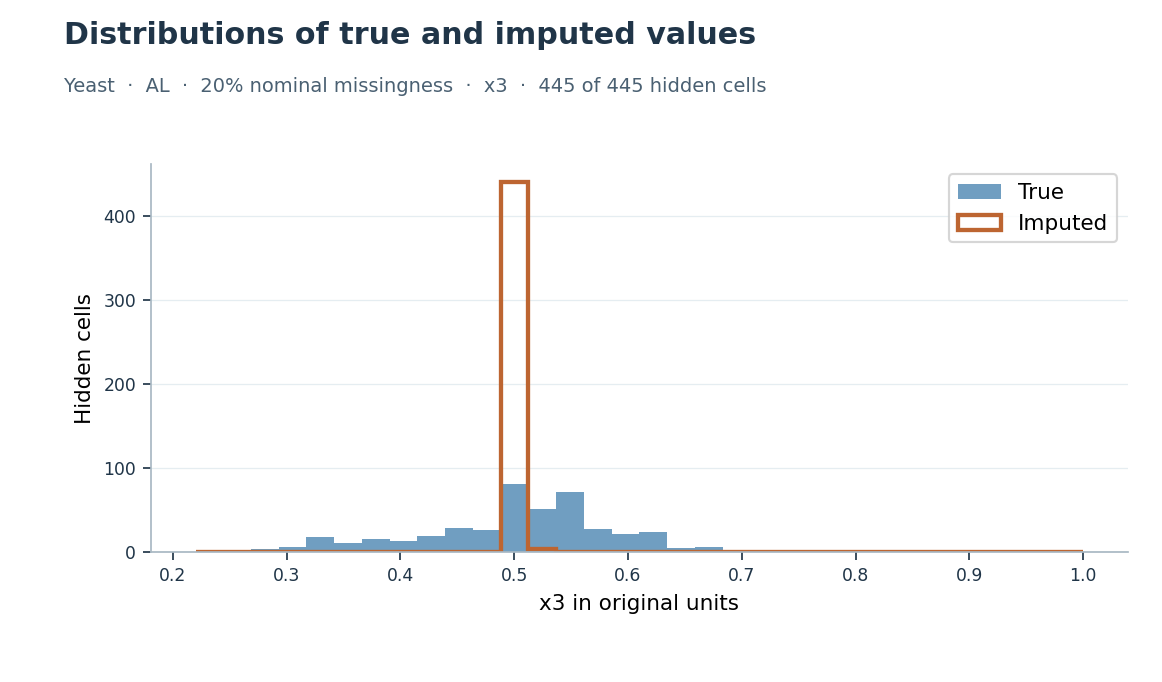 Distributions of true and imputed values
Yeast · AL · 20% nominal missingness · x3 · 445 of 445 hidden cells
True
Imputed
Hidden cells
400
300
200
100
0
0.2 0.3 0.4 0.5 0.6 0.7 0.8 0.9 1.0
x3 in original units